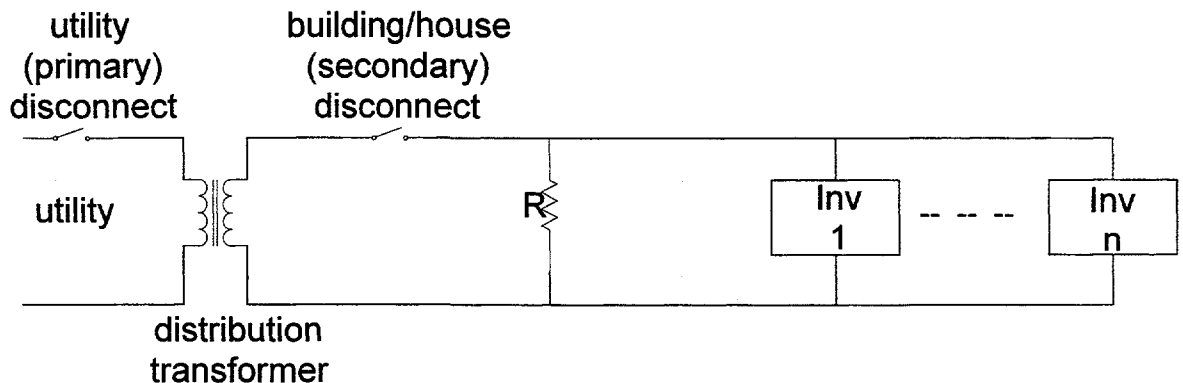 utility
(primary)
disconnect
building/house
(secondary)
disconnect
utility
R
Inv
1
Inv
n
distribution
transformer